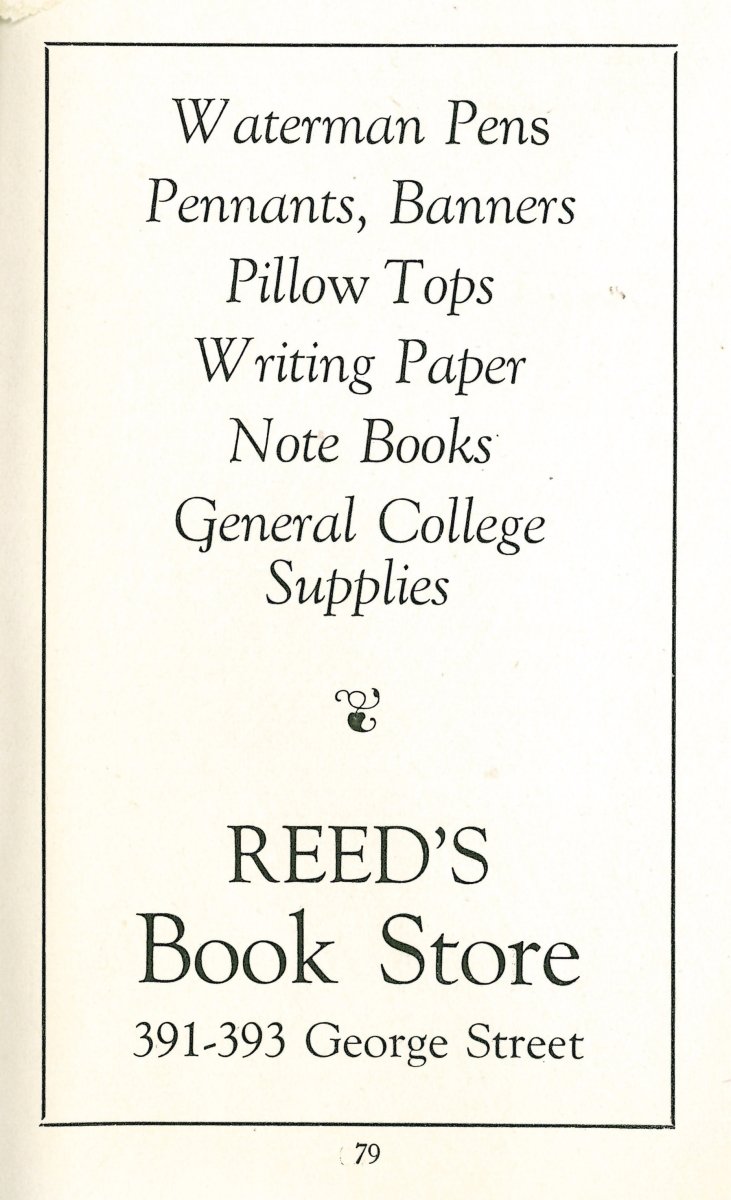 Waterman Pens
Pennants, Banners
Pillow Tops
Writing Paper
Note Books
General College
Supplies
REED'S
Book Store
391-393 George Street
79